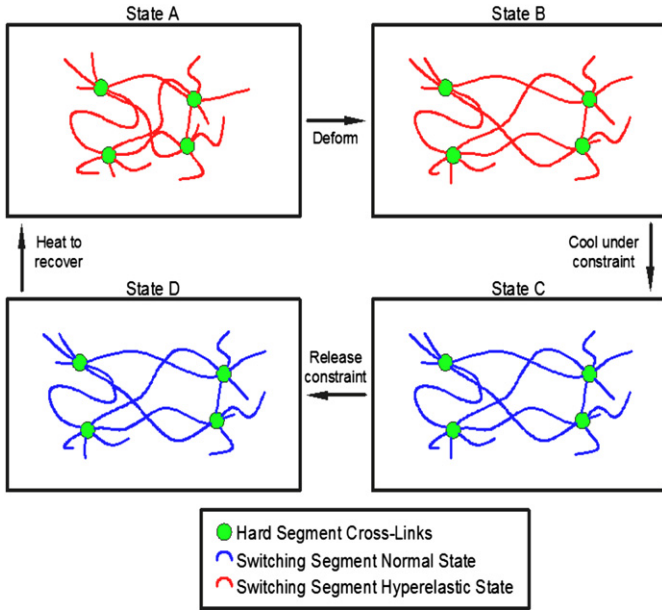 State A
State B
Deform
Heat to
recover
Cool under
constraint
State D
State C
Release
constraint
Hard Segment Cross-Links
Switching Segment Normal State
Switching Segment Hyperelastic State